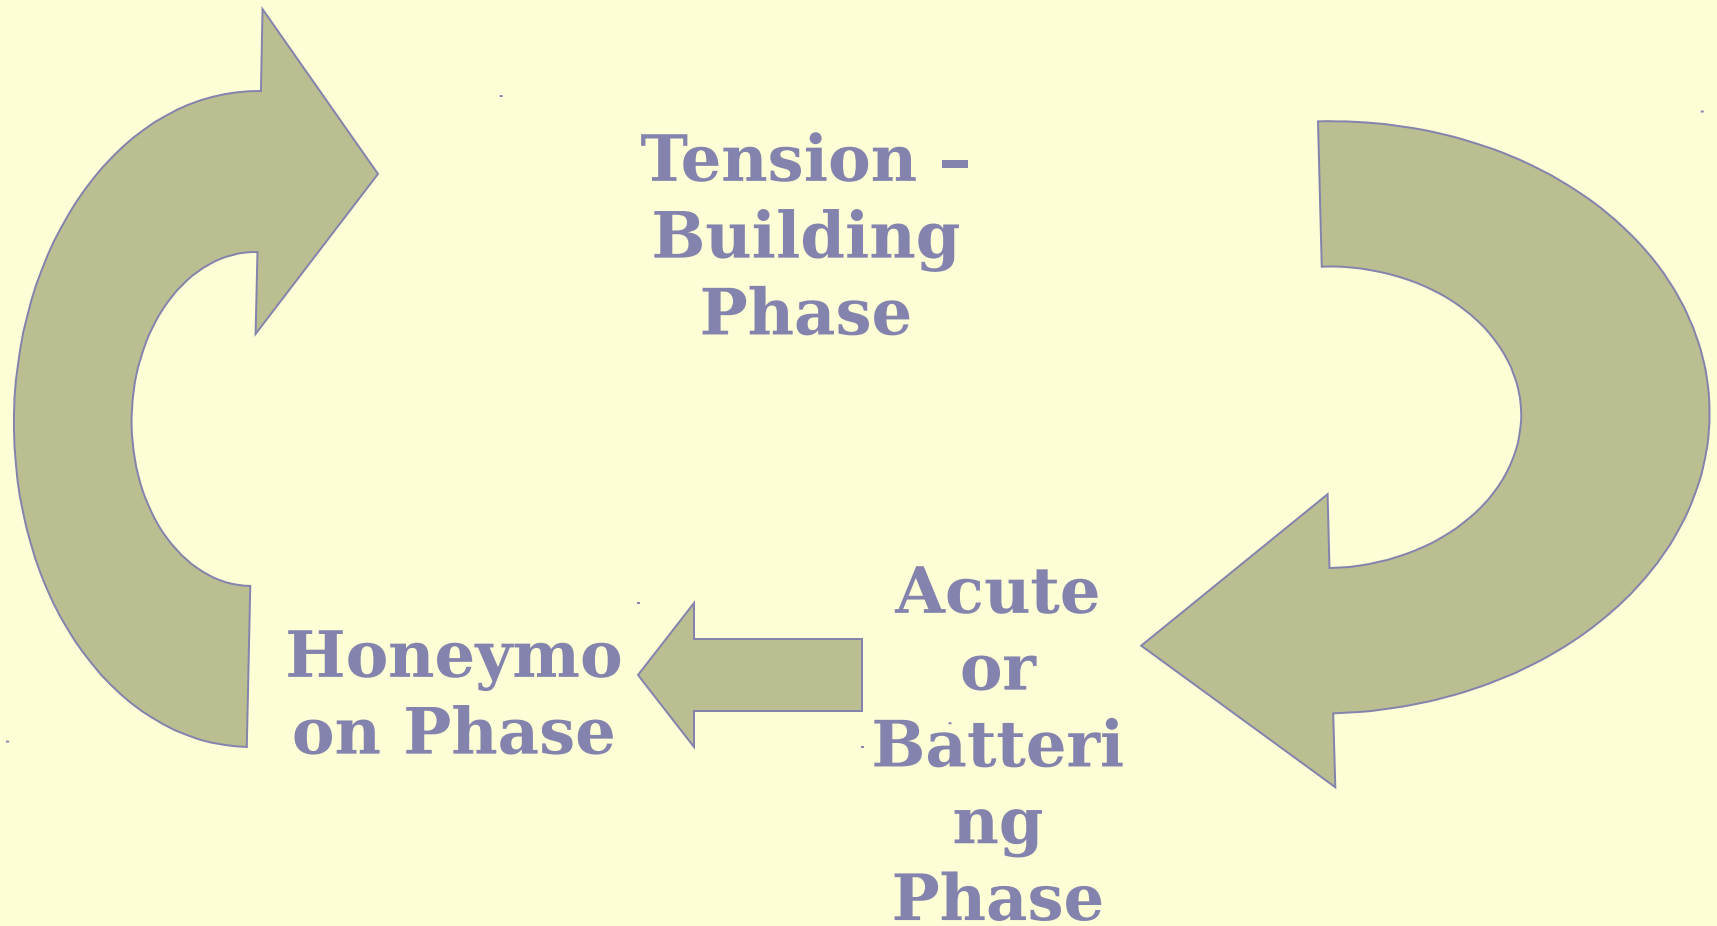 Tension –
Building
Phase
Acute
or
Batteri
ng
Phase
Honeymo
on Phase